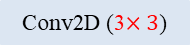 Conv2D (3× 3)